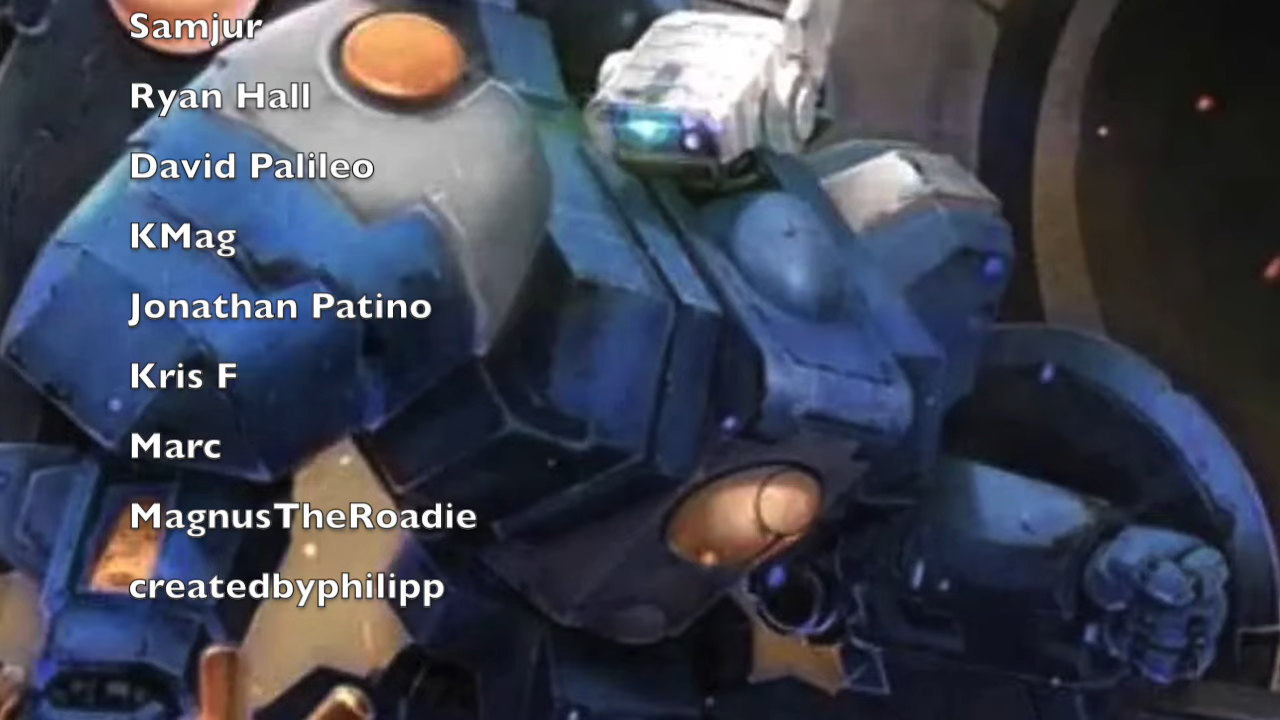 Samjur
Ryan Hall
David Palileo
KMag
Jonathan Patino
Kris F
Marc
MagnusTheRoadie
createdbyphilipp